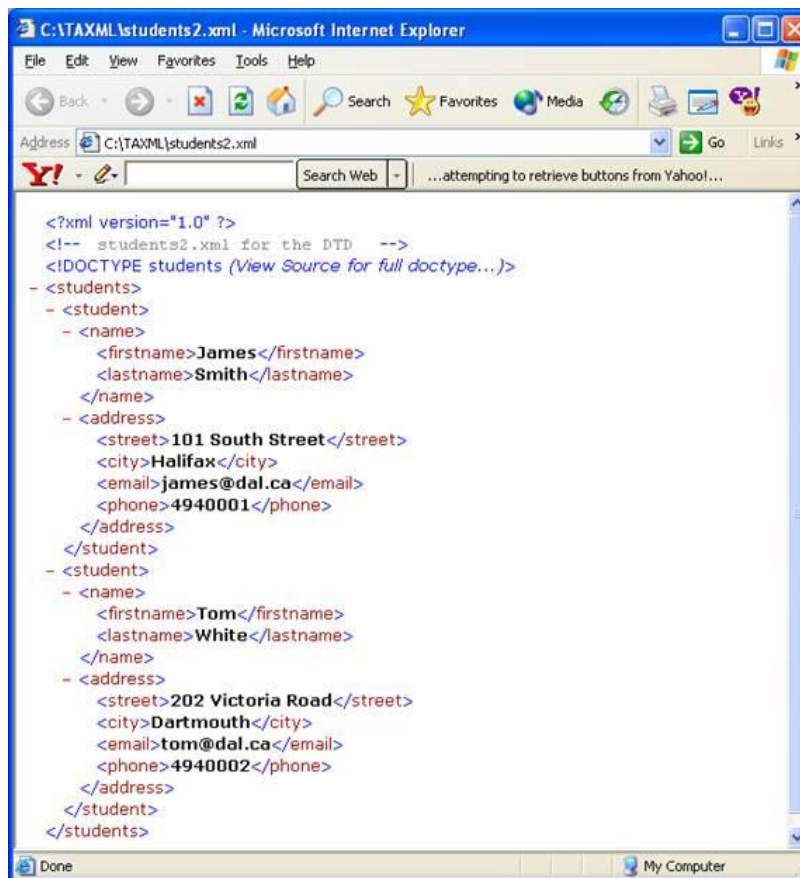 C:\TAXML\students2.xml - Microsoft Internet Explorer
File Edit View Favorites Tools Help
Back Search Favorites Media
Address C:\TAXML\students2.xml Go Links
Y! Search Web ...attempting to retrieve buttons from Yahoo!...
<?xml version="1.0" ?>
<!-- students2.xml for the DTD -->
<!DOCTYPE students (View Source for full doctype...)>
- <students>
- <student>
- <name>
<firstname>James</firstname>
<lastname>Smith</lastname>
</name>
- <address>
<street>101 South Street</street>
<city>Halifax</city>
<email>james@dal.ca</email>
<phone>4940001</phone>
</address>
</student>
- <student>
- <name>
<firstname>Tom</firstname>
<lastname>White</lastname>
</name>
- <address>
<street>202 Victoria Road</street>
<city>Dartmouth</city>
<email>tom@dal.ca</email>
<phone>4940002</phone>
</address>
</student>
</students>
Done My Computer